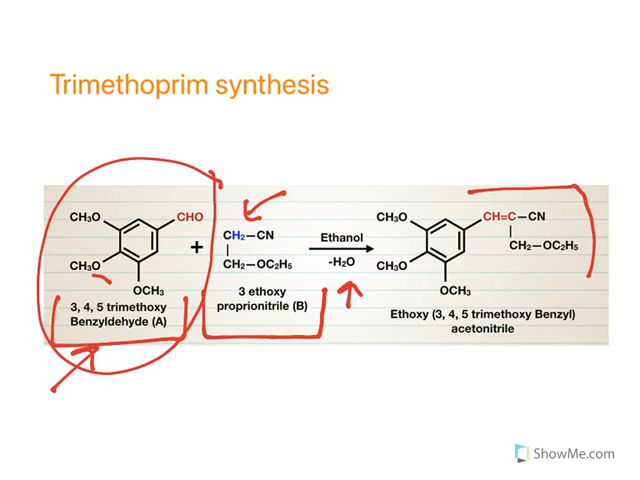 Trimethoprim synthesis
CH3O
CHO
CH3O
OCH3
3, 4, 5 trimethoxy
Benzyldehyde (A)
+
CH2—CN
CH2—OC2H5
3 ethoxy
proprionitrile (B)
Ethanol
-H2O
CH3O
CH=C—CN
CH2—OC2H5
CH3O
OCH3
Ethoxy (3, 4, 5 trimethoxy Benzyl)
acetonitrile
ShowMe.com